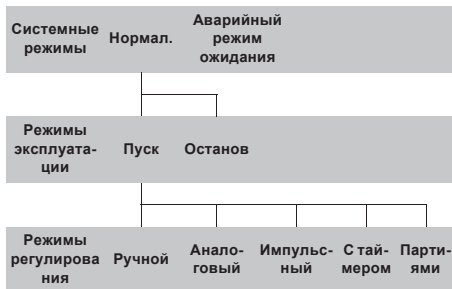 Системные режимы
Нормал.
Аварийный режим ожидания
Режимы эксплуата-ции
Пуск
Останов
Режимы регулирова ния
Ручной
Анало-говый
Импульс-ный
С тай-мером
Парти-ями